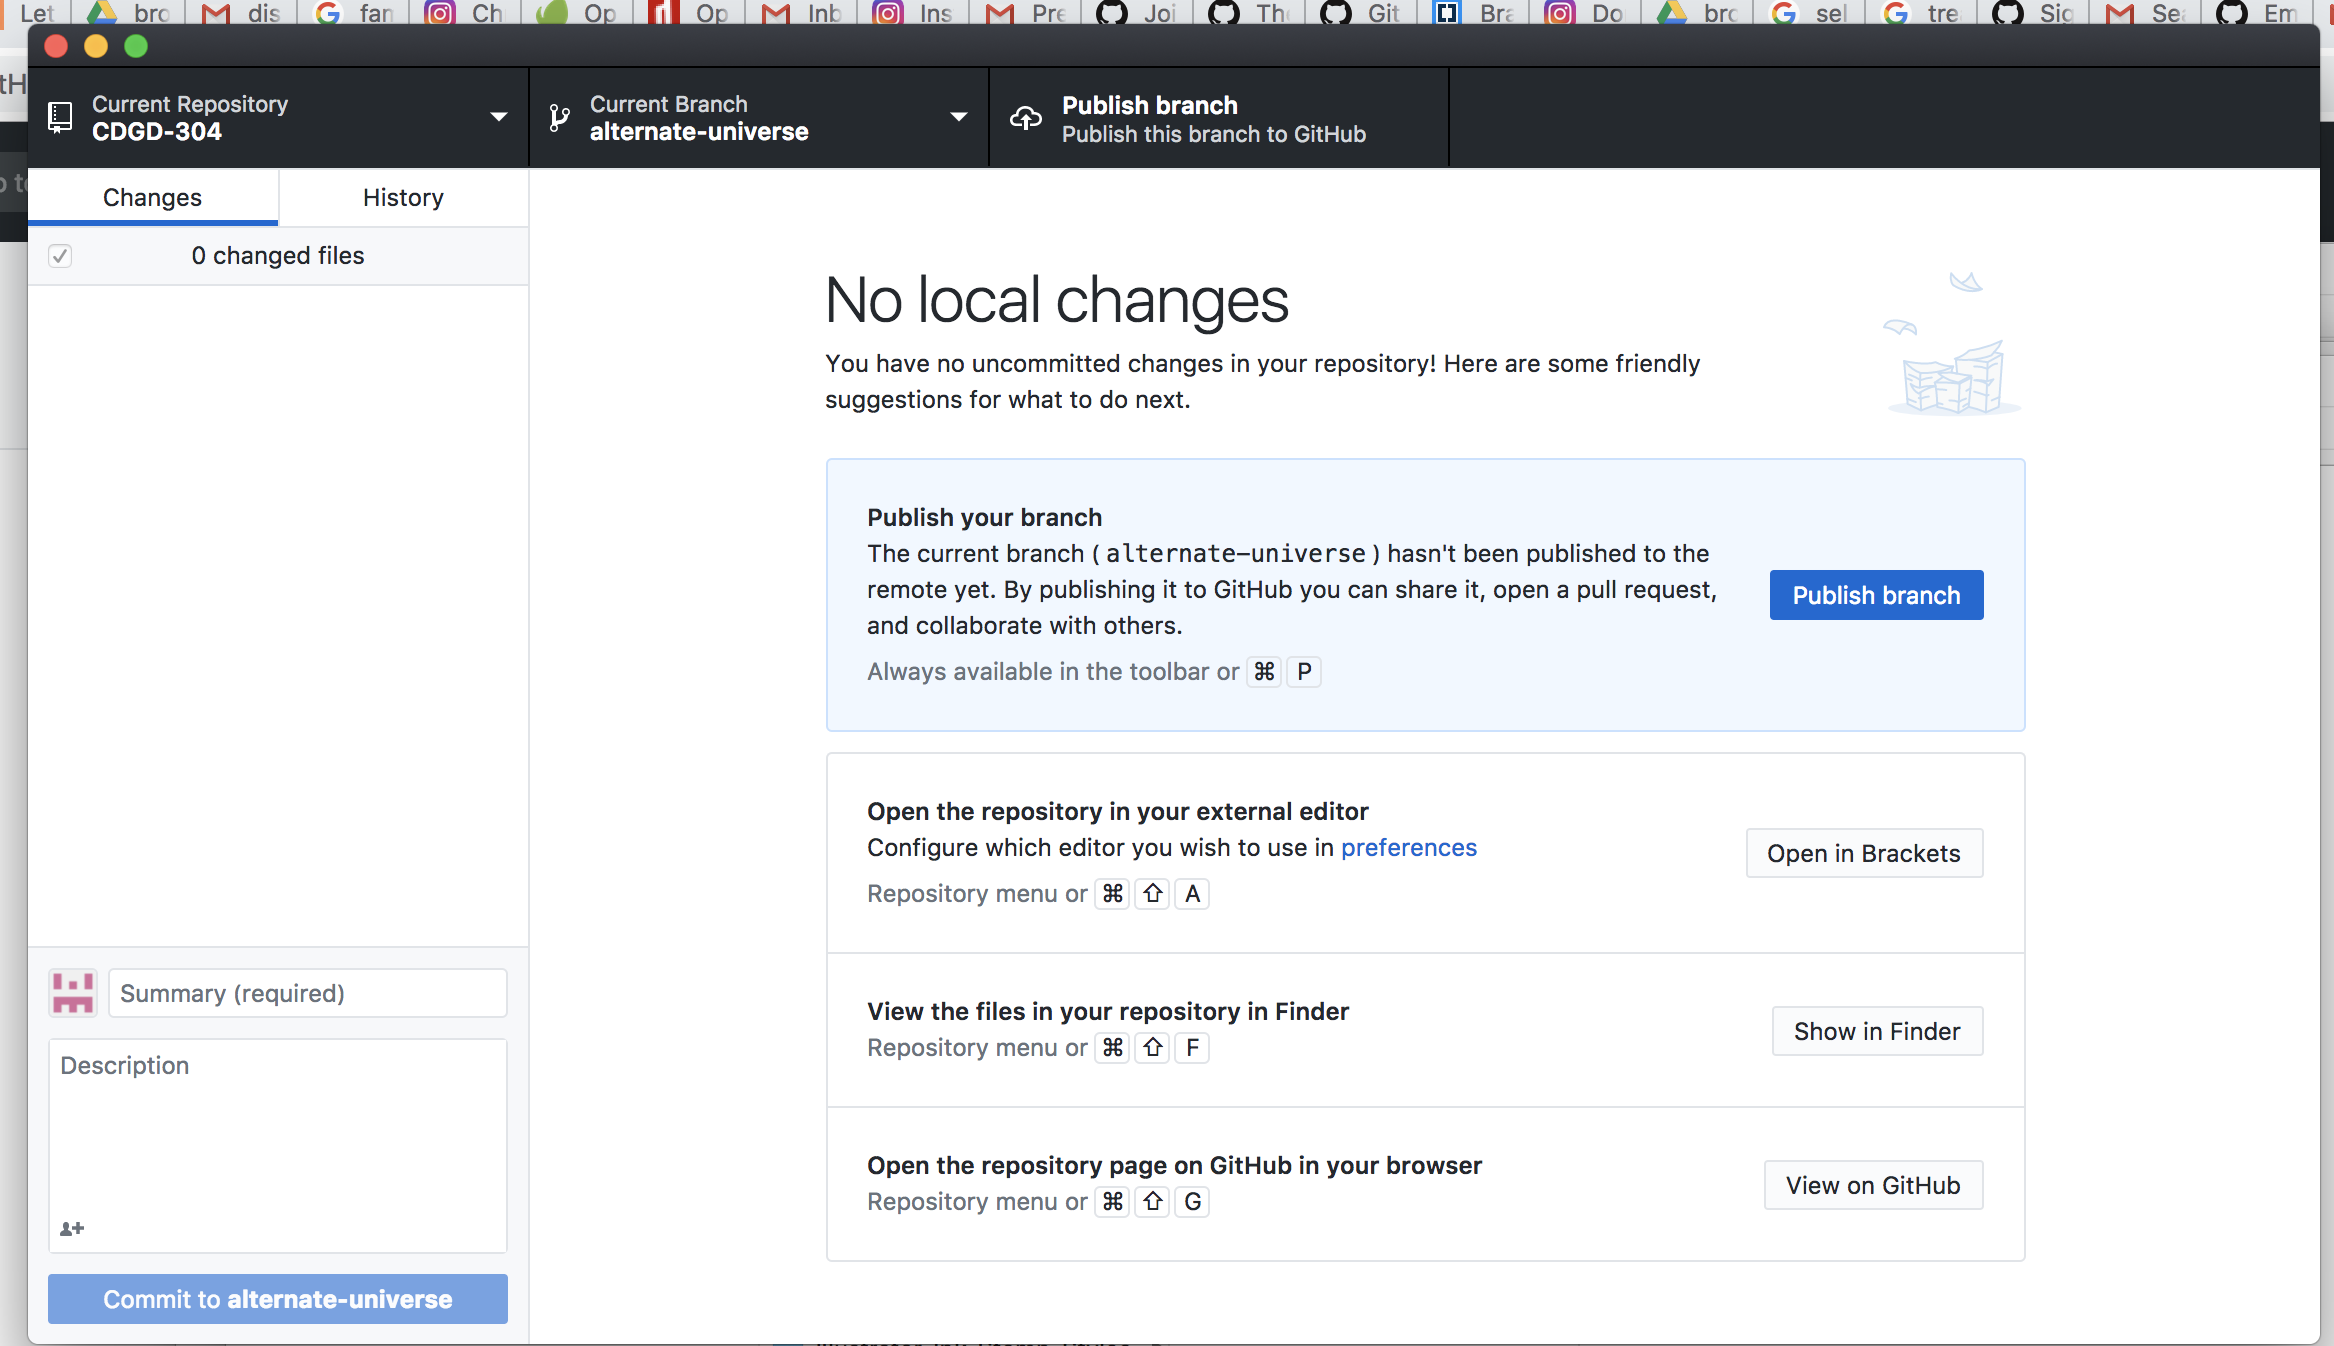 Let bro dis fan Ch Op Op Inb Ins Pre Joi Th Git Bra Do bro sel tre Sig Sea Em
Current Repository
CDGD-304
Current Branch
alternate-universe
Publish branch
Publish this branch to GitHub
Changes
History
0 changed files
No local changes
You have no uncommitted changes in your repository! Here are some friendly
suggestions for what to do next.
Publish your branch
The current branch (alternate-universe) hasn't been published to the
remote yet. By publishing it to GitHub you can share it, open a pull request,
and collaborate with others.
Always available in the toolbar or ⌘ P
Publish branch
Open the repository in your external editor
Configure which editor you wish to use in preferences
Repository menu or ⌘ ⇧ A
Open in Brackets
View the files in your repository in Finder
Repository menu or ⌘ ⇧ F
Show in Finder
Open the repository page on GitHub in your browser
Repository menu or ⌘ ⇧ G
View on GitHub
Summary (required)
Description
Commit to alternate-universe